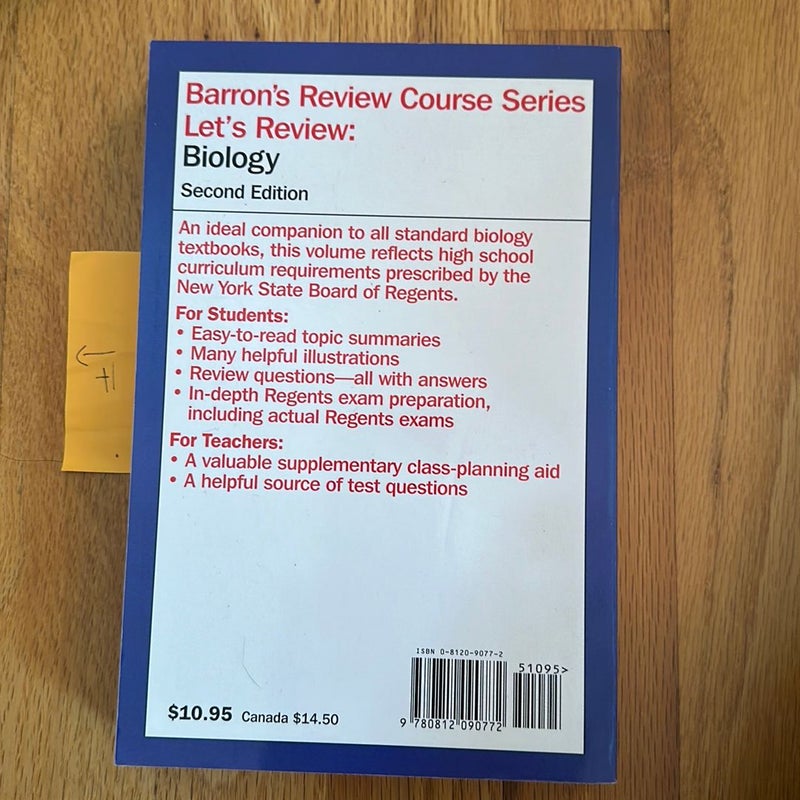 Barron's Review Course Series
Let's Review:
Biology
Second Edition
An ideal companion to all standard biology
textbooks, this volume reflects high school
curriculum requirements prescribed by the
New York State Board of Regents.
For Students:
• Easy-to-read topic summaries
• Many helpful illustrations
• Review questions—all with answers
• In-depth Regents exam preparation,
including actual Regents exams
For Teachers:
• A valuable supplementary class-planning aid
• A helpful source of test questions
ISBN 0-8120-9077-2
51095>
$10.95 Canada $14.50
9 780812 090772